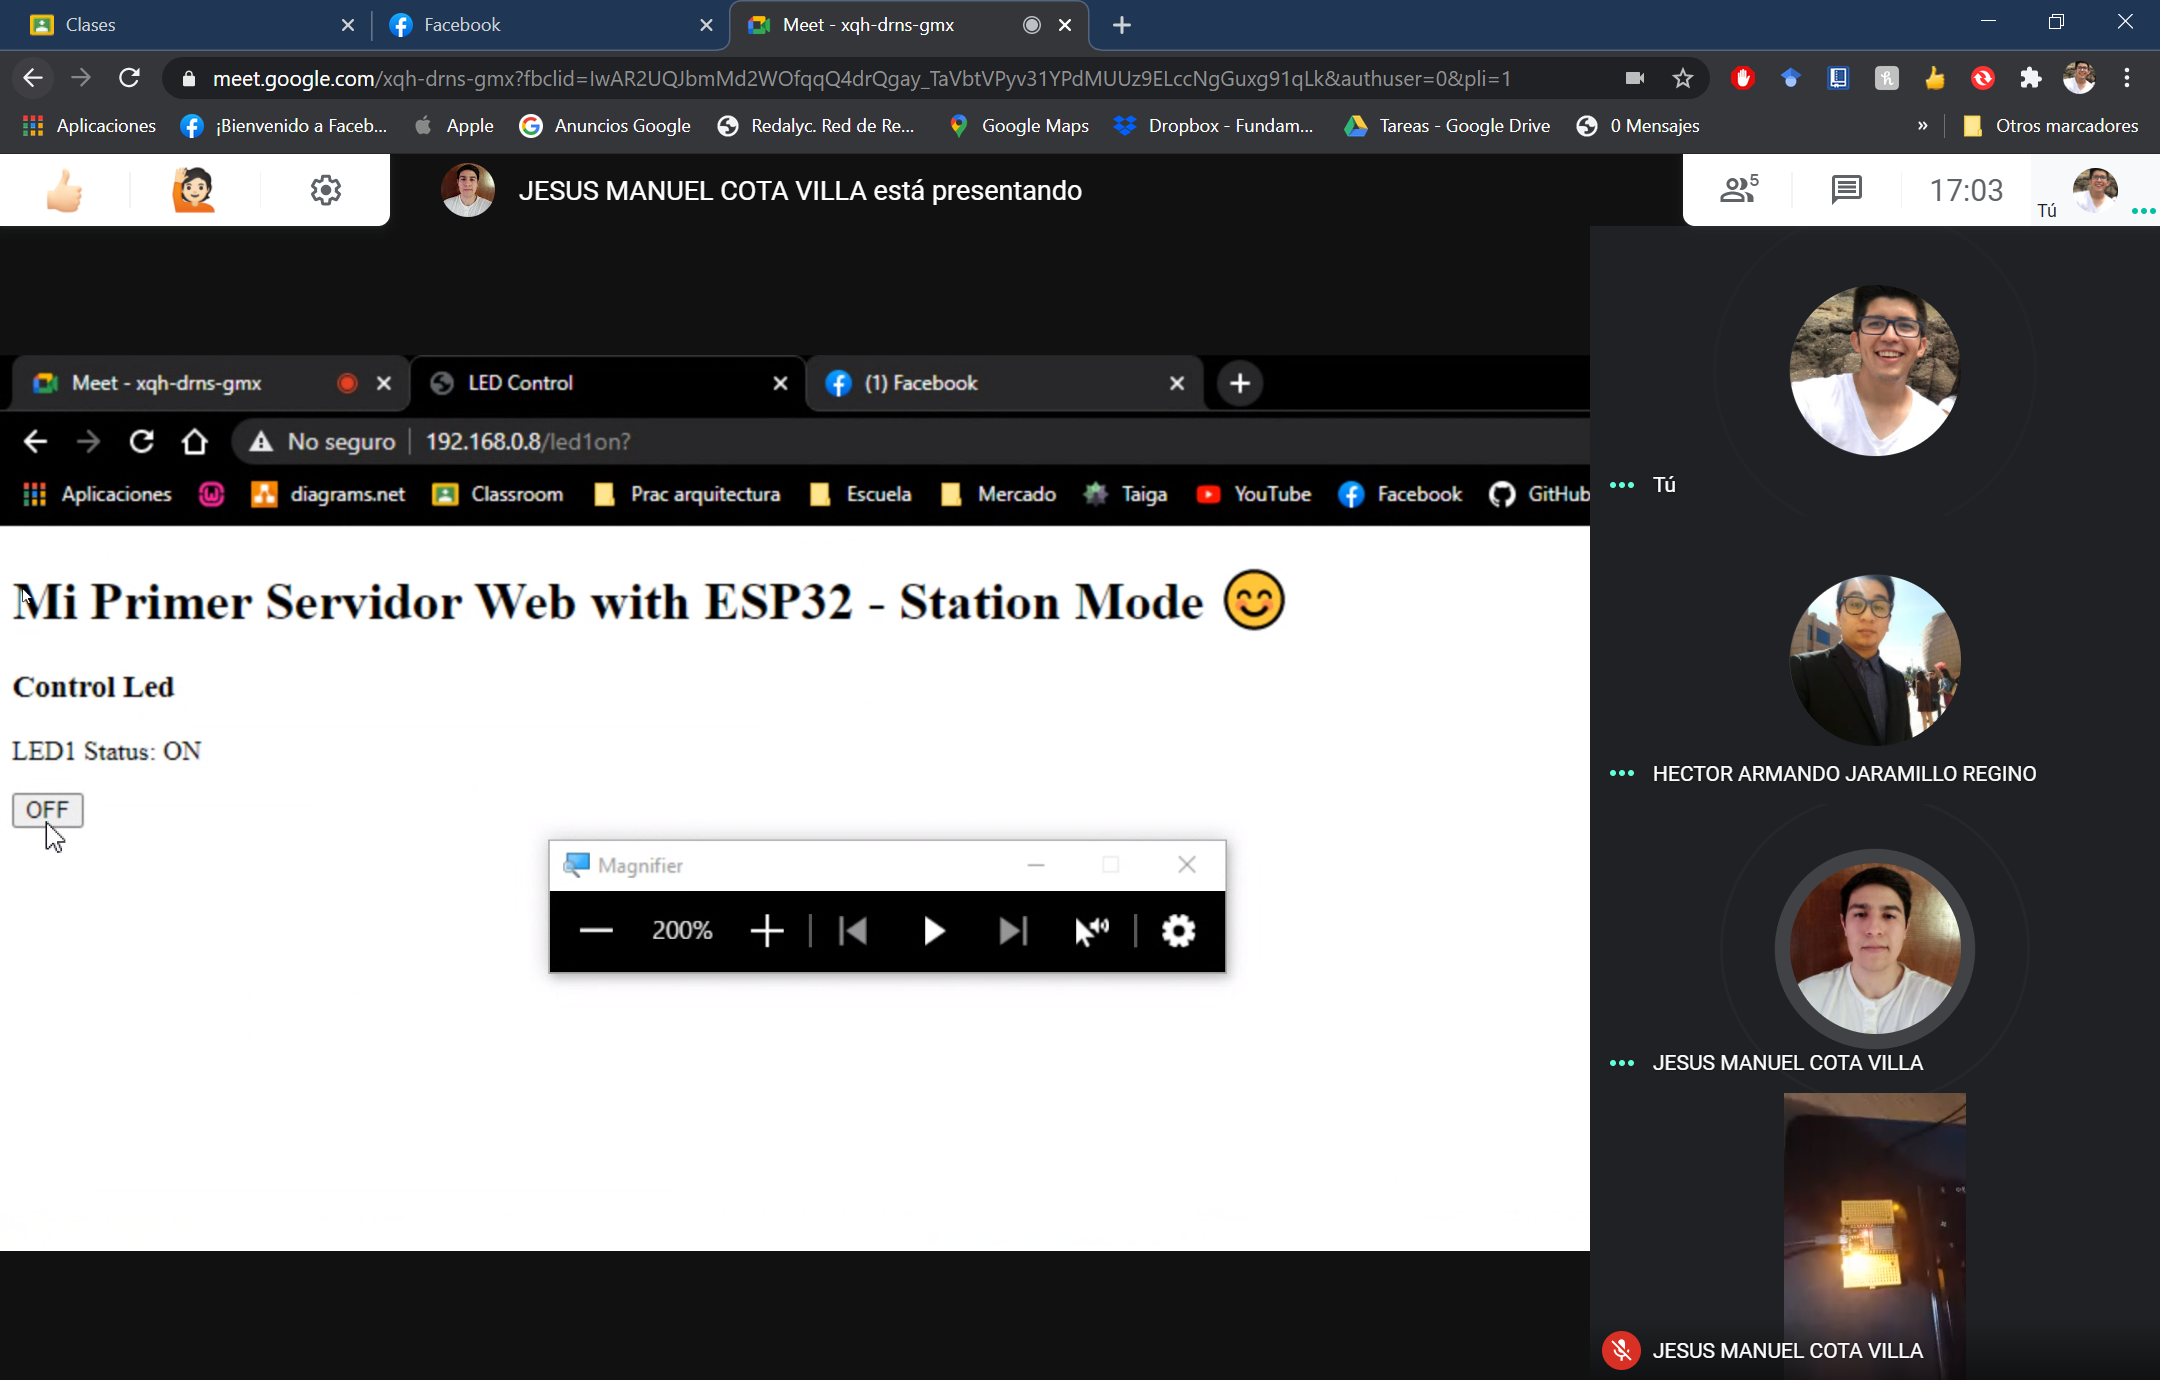 Clases
Facebook
Meet - xqh-drns-gmx
meet.google.com/xqh-drns-gmx?fbclid=IwAR2UQJbmMd2WOfqqQ4drQgay_TaVbtVPyv31YPdMUUz9ELccNgGuxg91qLk&authuser=0&pli=1
Aplicaciones
¡Bienvenido a Faceb...
Apple
Anuncios Google
Redalyc. Red de Re...
Google Maps
Dropbox - Fundam...
Tareas - Google Drive
0 Mensajes
»
Otros marcadores
JESUS MANUEL COTA VILLA está presentando
5
17:03
Tú
Meet - xqh-drns-gmx
LED Control
(1) Facebook
No seguro
192.168.0.8/led1on?
Aplicaciones
diagrams.net
Classroom
Prac arquitectura
Escuela
Mercado
Taiga
YouTube
Facebook
GitHub
Mi Primer Servidor Web with ESP32 - Station Mode 😊
Control Led
LED1 Status: ON
OFF
Magnifier
200%
Tú
HECTOR ARMANDO JARAMILLO REGINO
JESUS MANUEL COTA VILLA
JESUS MANUEL COTA VILLA